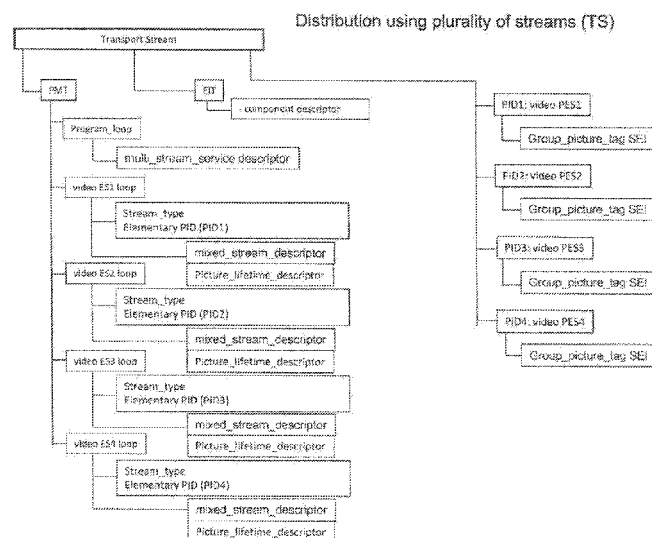 Distribution using plurality of streams (TS)
Transport Stream
PMT
EIT
component descriptor
Program_loop
multi_stream_service descriptor
video ES1 loop
Stream_type
Elementary PID (PID1)
mixed_stream_descriptor
Picture_lifetime_descriptor
video ES2 loop
Stream_type
Elementary PID (PID2)
mixed_stream_descriptor
Picture_lifetime_descriptor
video ES3 loop
Stream_type
Elementary PID (PID3)
mixed_stream_descriptor
Picture_lifetime_descriptor
video ES4 loop
Stream_type
Elementary PID (PID4)
mixed_stream_descriptor
Picture_lifetime_descriptor
PID1: video PES1
Group_picture_tag SEI
PID2: video PES2
Group_picture_tag SEI
PID3: video PES3
Group_picture_tag SEI
PID4: video PES4
Group_picture_tag SEI